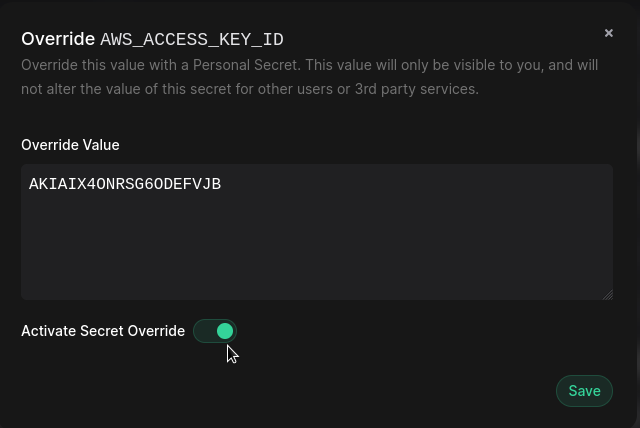 Override AWS_ACCESS_KEY_ID
Override this value with a Personal Secret. This value will only be visible to you, and will
not alter the value of this secret for other users or 3rd party services.
Override Value
AKIAIX4ONRSG6ODEFVJB
Activate Secret Override
Save